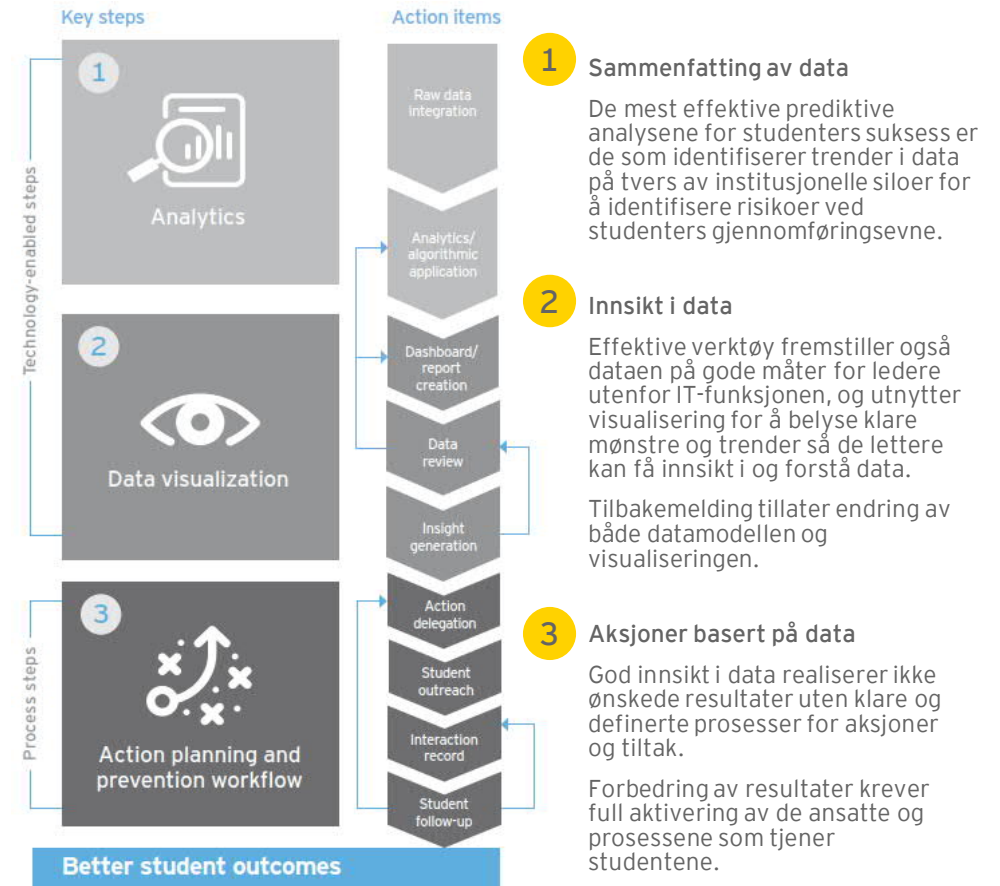 Key steps
Action items
Technology-enabled steps
1
Analytics
2
Data visualization
Process steps
3
Action planning and
prevention workflow
Raw data
integration
Analytics/
algorithmic
application
Dashboard/
report
creation
Data
review
Insight
generation
Action
delegation
Student
outreach
Interaction
record
Student
follow-up
Better student outcomes
1
Sammenfatting av data
De mest effektive prediktive
analysene for studenters suksess er
de som identifiserer trender i data
på tvers av institusjonelle siloer for
å identifisere risikoer ved
studenters gjennomføringsevne.
2
Innsikt i data
Effektive verktøy fremstiller også
dataen på gode måter for ledere
utenfor IT-funksjonen, og utnytter
visualisering for å belyse klare
mønstre og trender så de lettere
kan få innsikt i og forstå data.
Tilbakemelding tillater endring av
både datamodellen og
visualiseringen.
3
Aksjoner basert på data
God innsikt i data realiserer ikke
ønskede resultater uten klare og
definerte prosesser for aksjoner
og tiltak.
Forbedring av resultater krever
full aktivering av de ansatte og
prosessene som tjener
studentene.